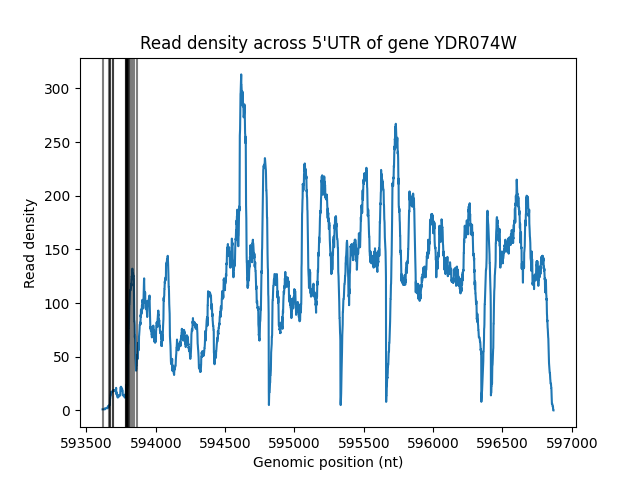 Read density across 5'UTR of gene YDR074W
300
250
200
150
100
50
0
Read density
593500 594000 594500 595000 595500 596000 596500 597000
Genomic position (nt)